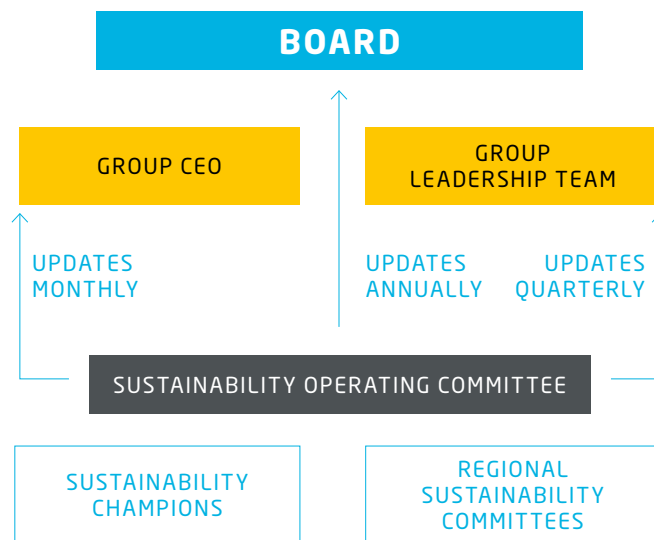 BOARD
GROUP CEO
GROUP
LEADERSHIP TEAM
UPDATES
MONTHLY
UPDATES
ANNUALLY
UPDATES
QUARTERLY
SUSTAINABILITY OPERATING COMMITTEE
SUSTAINABILITY
CHAMPIONS
REGIONAL
SUSTAINABILITY
COMMITTEES